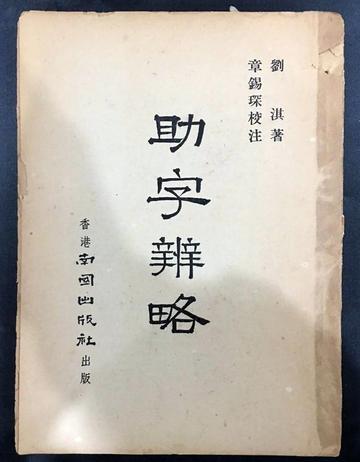 劉淇著
章錫琛校注
助字辨略
香港南國出版社出版